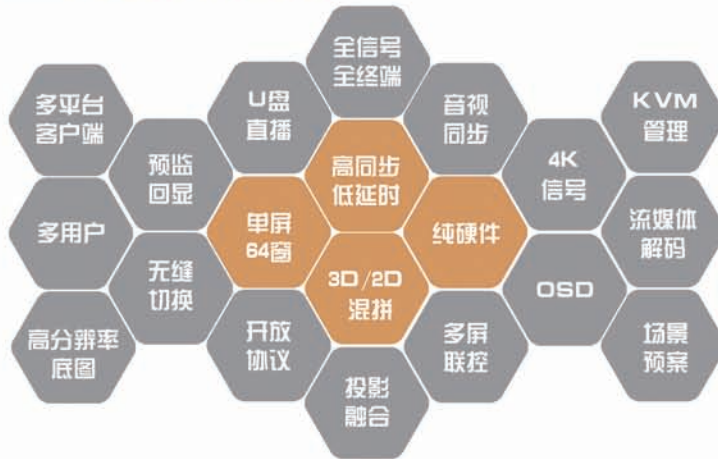 全信号
全终端
多平台
客户端
U盘
直播
音视
同步
KVM
管理
预监
回显
高同步
低延时
4K
信号
多用户
单屏
64窗
纯硬件
流媒体
解码
无缝
切换
3D/2D
混拼
OSD
高分辨率
底图
开放
协议
多屏
联控
场景
预案
投影
融合